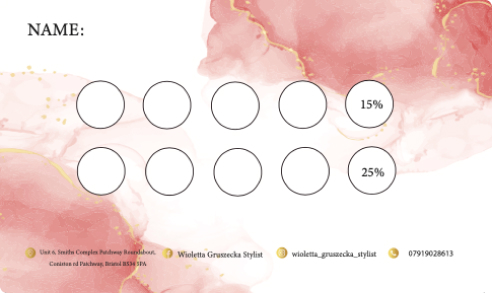 NAME:
15%
25%
Unit 6, Smiths Complex Patchway Roundabout,
Coniston rd Patchway, Bristol BS34 5PA
Wioletta Gruszecka Stylist
wioletta_gruszecka_stylist
07919028613